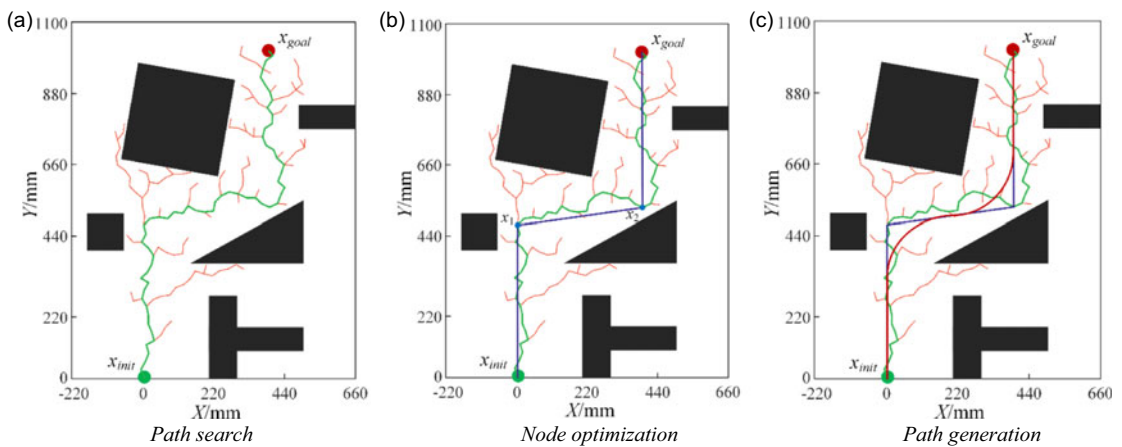 (a)
1100
880
660
440
220
0
Y/mm
x_goal
x_init
-220 0 220 440 660
X/mm
Path search
(b)
1100
880
660
440
220
0
Y/mm
x_goal
x_1
x_2
x_init
-220 0 220 440 660
X/mm
Node optimization
(c)
1100
880
660
440
220
0
Y/mm
x_goal
x_init
-220 0 220 440 660
X/mm
Path generation